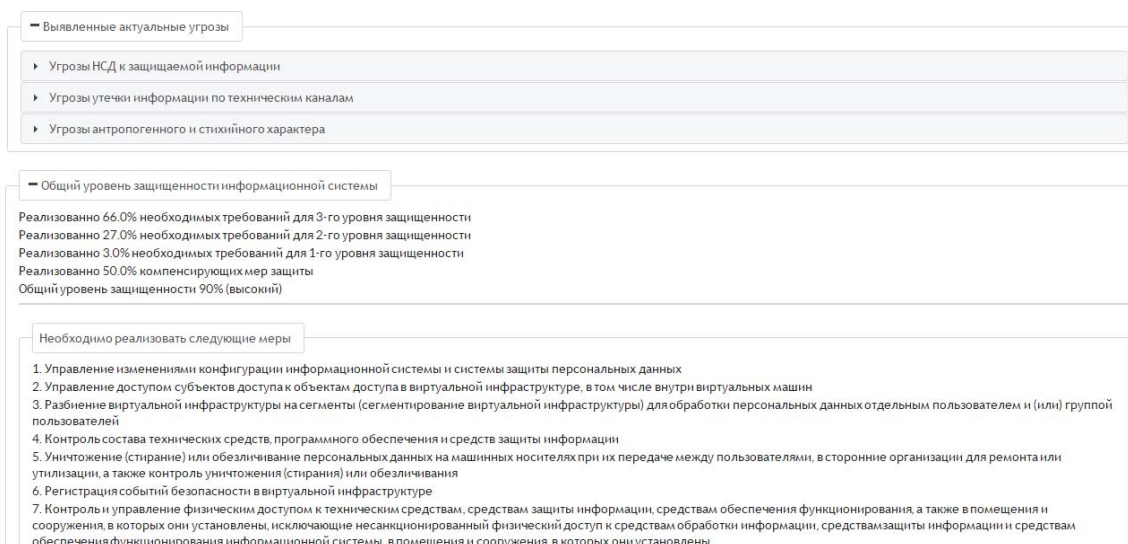 Выявленные актуальные угрозы
Угрозы НСД к защищаемой информации
Угрозы утечки информации по техническим каналам
Угрозы антропогенного и стихийного характера
Общий уровень защищенности информационной системы
Реализованно 66.0% необходимых требований для 3-го уровня защищенности
Реализованно 27.0% необходимых требований для 2-го уровня защищенности
Реализованно 3.0% необходимых требований для 1-го уровня защищенности
Реализованно 50.0% компенсирующих мер защиты
Общий уровень защищенности 90% (высокий)
Необходимо реализовать следующие меры
1. Управление изменениями конфигурации информационной системы и системы защиты персональных данных
2. Управление доступом субъектов доступа к объектам доступа в виртуальной инфраструктуре, в том числе внутри виртуальных машин
3. Разбиение виртуальной инфраструктуры на сегменты (сегментирование виртуальной инфраструктуры) для обработки персональных данных отдельным пользователем и (или) группой
пользователей
4. Контроль состава технических средств, программного обеспечения и средств защиты информации
5. Уничтожение (стирание) или обезличивание персональных данных на машинных носителях при их передаче между пользователями, в сторонние организации для ремонта или
утилизации, а также контроль уничтожения (стирания) или обезличивания
6. Регистрация событий безопасности в виртуальной инфраструктуре
7. Контроль и управление физическим доступом к техническим средствам, средствам защиты информации, средствам обеспечения функционирования, а также в помещения и
сооружения, в которых они установлены, исключающие несанкционированный физический доступ к средствам обработки информации, средствамзащиты информации и средствам
обеспечения функционирования информационной системы, в помещения и сооружения, в которых они установлены